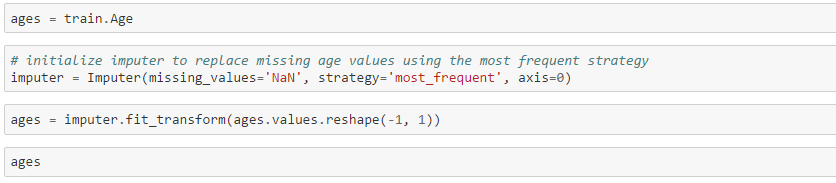 ages = train.Age
# initialize imputer to replace missing age values using the most frequent strategy
imputer = Imputer(missing_values='NaN', strategy='most_frequent', axis=0)
ages = imputer.fit_transform(ages.values.reshape(-1, 1))
ages